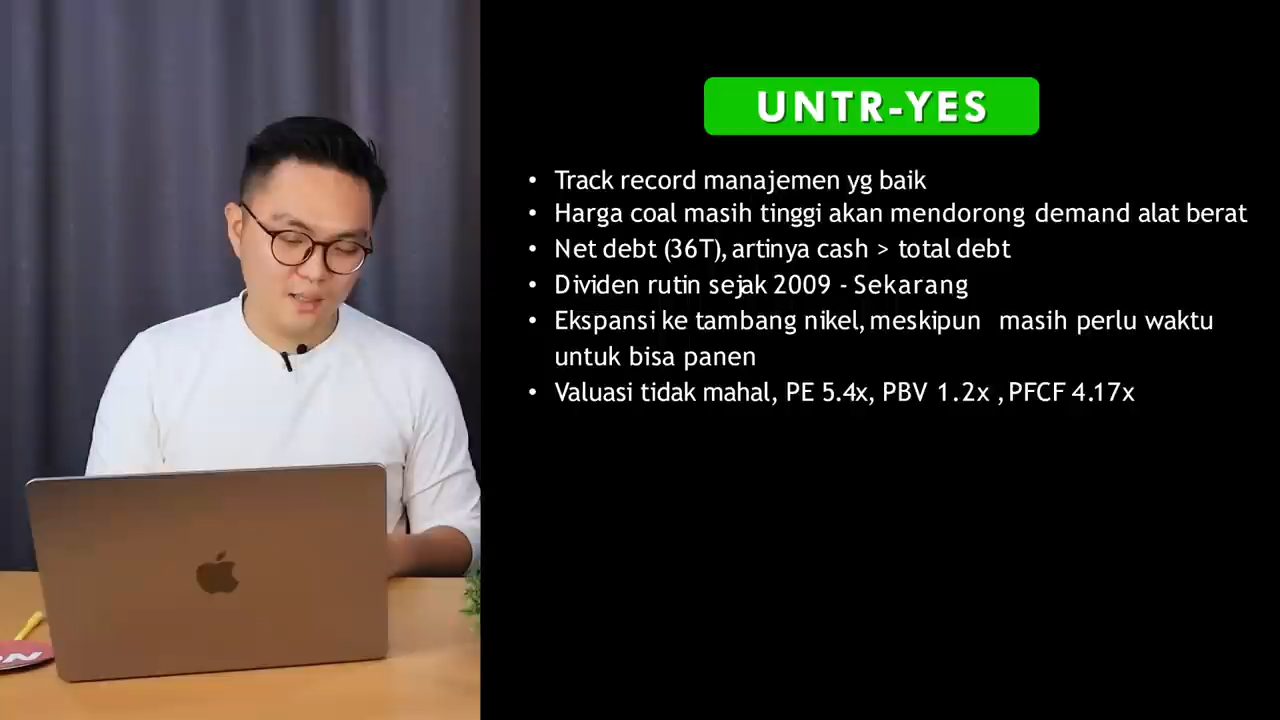 UNTR-YES
• Track record manajemen yg baik
• Harga coal masih tinggi akan mendorong demand alat berat
• Net debt (36T), artinya cash > total debt
• Dividen rutin sejak 2009 - Sekarang
• Ekspansi ke tambang nikel, meskipun masih perlu waktu
untuk bisa panen
• Valuasi tidak mahal, PE 5.4x, PBV 1.2x , PFCF 4.17x